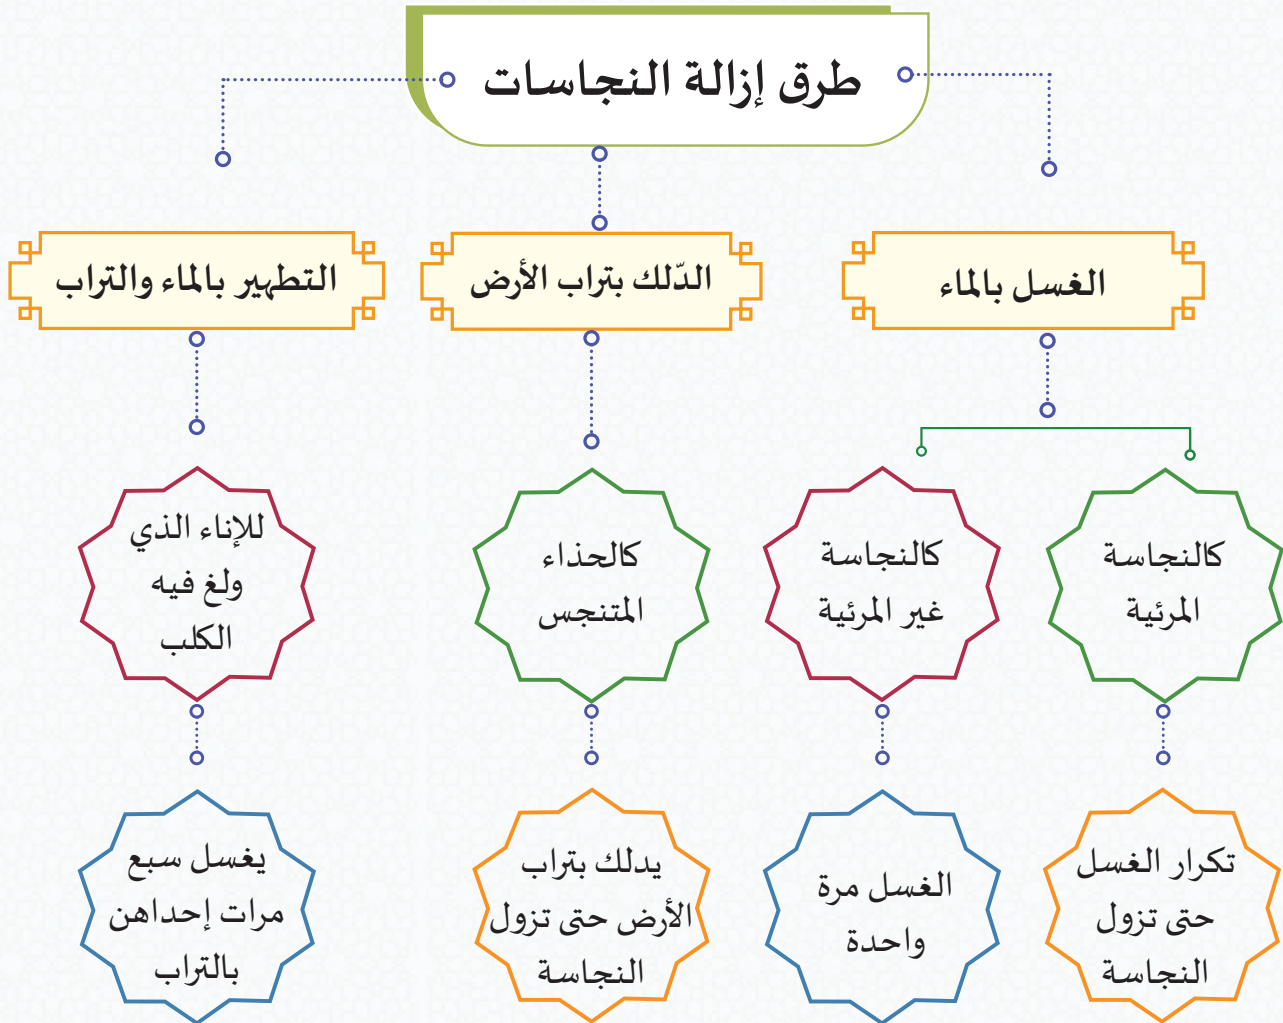 طرق إزالة النجاسات
الغسل بالماء
الدّلك بتراب الأرض
التطهير بالماء والتراب
كالنجاسة
المرئية
كالنجاسة
غير المرئية
كالحذاء
المتنجس
للإناء الذي
ولغ فيه
الكلب
تكرار الغسل
حتى تزول
النجاسة
الغسل مرة
واحدة
يدلك بتراب
الأرض حتى تزول
النجاسة
يغسل سبع
مرات إحداهن
بالتراب